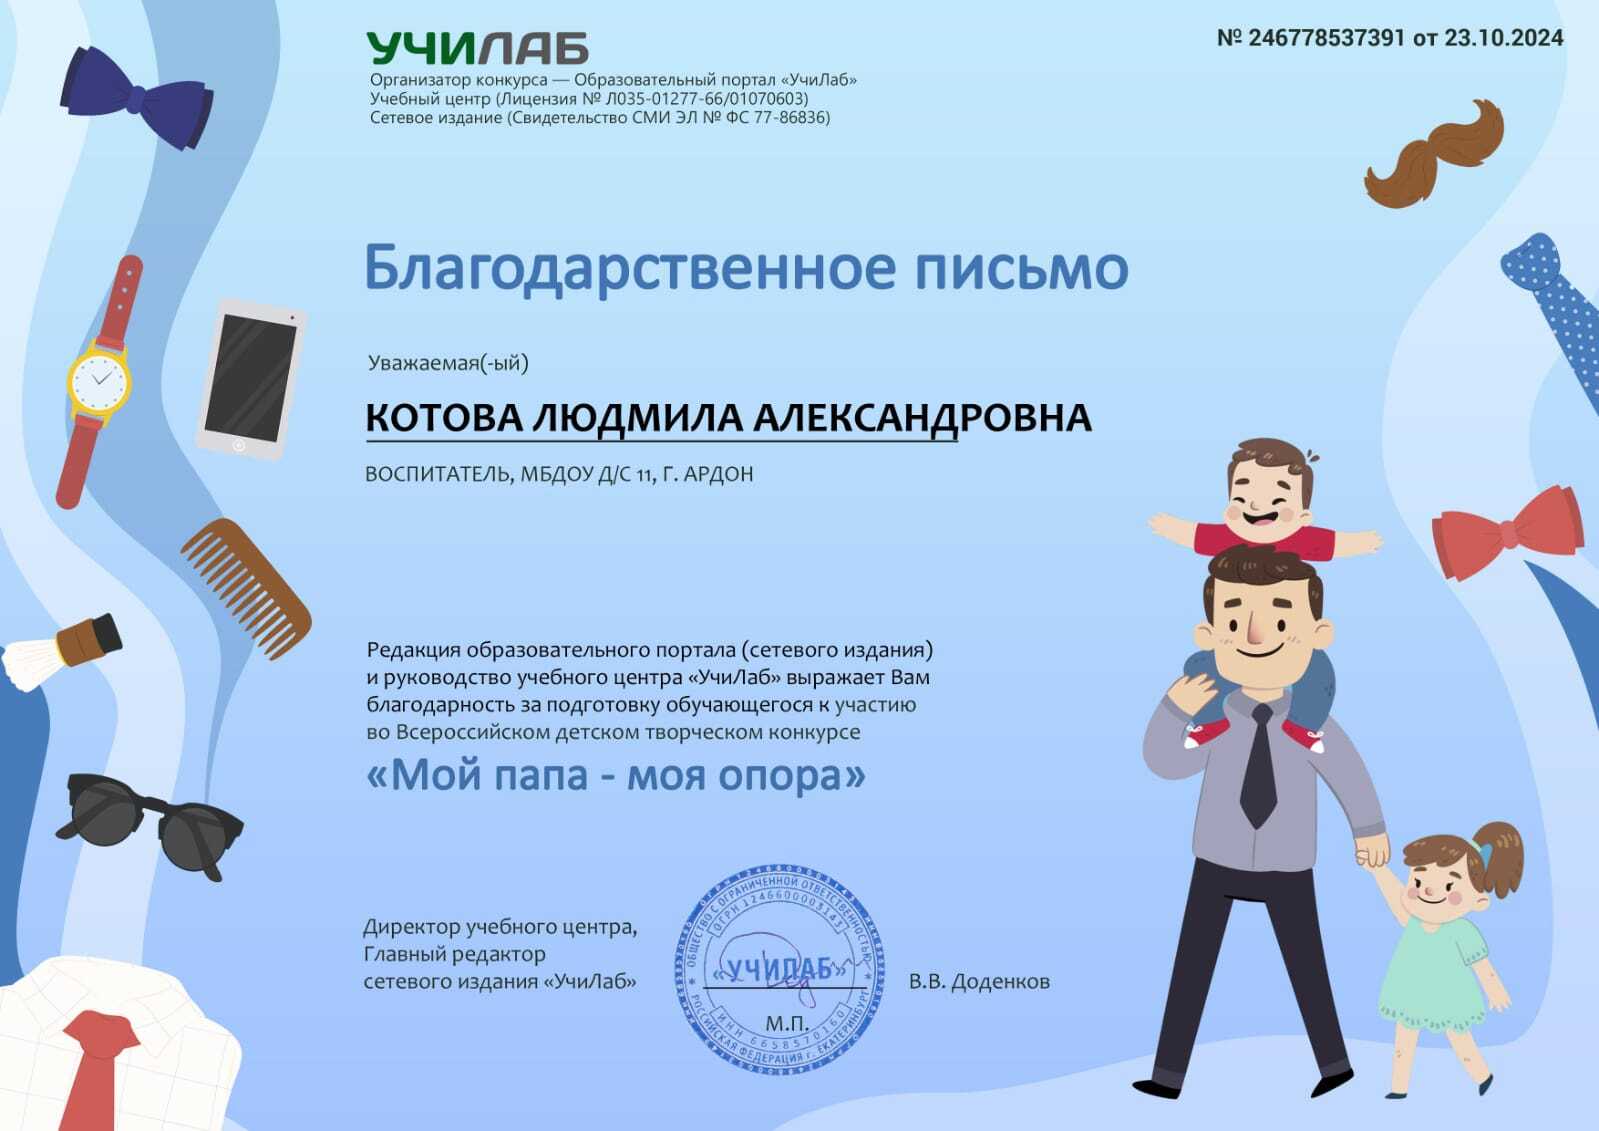 УЧИЛАБ
№ 246778537391 от 23.10.2024
Организатор конкурса — Образовательный портал «УчиЛаб»
Учебный центр (Лицензия № Л035-01277-66/01070603)
Сетевое издание (Свидетельство СМИ ЭЛ № ФС 77-86836)
Благодарственное письмо
Уважаемая(-ый)
КОТОВА ЛЮДМИЛА АЛЕКСАНДРОВНА
ВОСПИТАТЕЛЬ, МБДОУ Д/С 11, Г. АРДОН
Редакция образовательного портала (сетевого издания)
и руководство учебного центра «УчиЛаб» выражает Вам
благодарность за подготовку обучающегося к участию
во Всероссийском детском творческом конкурсе
«Мой папа - моя опора»
Директор учебного центра,
Главный редактор
сетевого издания «УчиЛаб»
ОБЩЕСТВО С ОГРАНИЧЕННОЙ ОТВЕТСТВЕННОСТЬЮ
ОГРН 1246600003143
«УЧИЛАБ»
М.П.
ИНН 6658570160
РОССИЙСКАЯ ФЕДЕРАЦИЯ г. ЕКАТЕРИНБУРГ
В.В. Доденков